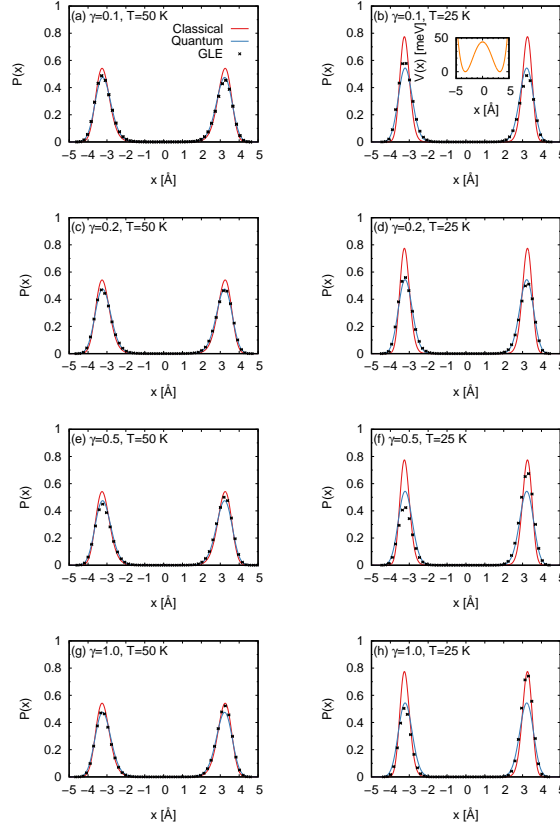 (a) γ=0.1, T=50 K
Classical
Quantum
GLE
P(x)
1
0.8
0.6
0.4
0.2
0
−5 −4 −3 −2 −1 0 1 2 3 4 5
x [Å]
(b) γ=0.1, T=25 K
V(x) [meV]
50
0
−5 0 5
x [Å]
P(x)
1
0.8
0.6
0.4
0.2
0
−5 −4 −3 −2 −1 0 1 2 3 4 5
x [Å]
(c) γ=0.2, T=50 K
P(x)
1
0.8
0.6
0.4
0.2
0
−5 −4 −3 −2 −1 0 1 2 3 4 5
x [Å]
(d) γ=0.2, T=25 K
P(x)
1
0.8
0.6
0.4
0.2
0
−5 −4 −3 −2 −1 0 1 2 3 4 5
x [Å]
(e) γ=0.5, T=50 K
P(x)
1
0.8
0.6
0.4
0.2
0
−5 −4 −3 −2 −1 0 1 2 3 4 5
x [Å]
(f) γ=0.5, T=25 K
P(x)
1
0.8
0.6
0.4
0.2
0
−5 −4 −3 −2 −1 0 1 2 3 4 5
x [Å]
(g) γ=1.0, T=50 K
P(x)
1
0.8
0.6
0.4
0.2
0
−5 −4 −3 −2 −1 0 1 2 3 4 5
x [Å]
(h) γ=1.0, T=25 K
P(x)
1
0.8
0.6
0.4
0.2
0
−5 −4 −3 −2 −1 0 1 2 3 4 5
x [Å]